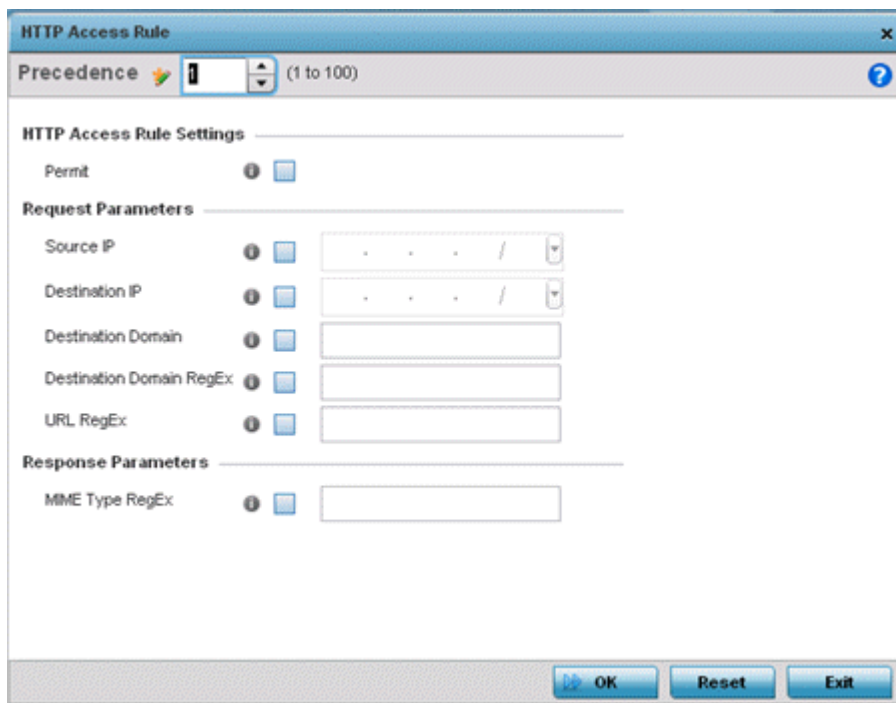 HTTP Access Rule
Precedence 1 (1 to 100)
HTTP Access Rule Settings
Permit
Request Parameters
Source IP . . . /
Destination IP . . . /
Destination Domain
Destination Domain RegEx
URL RegEx
Response Parameters
MIME Type RegEx
OK Reset Exit